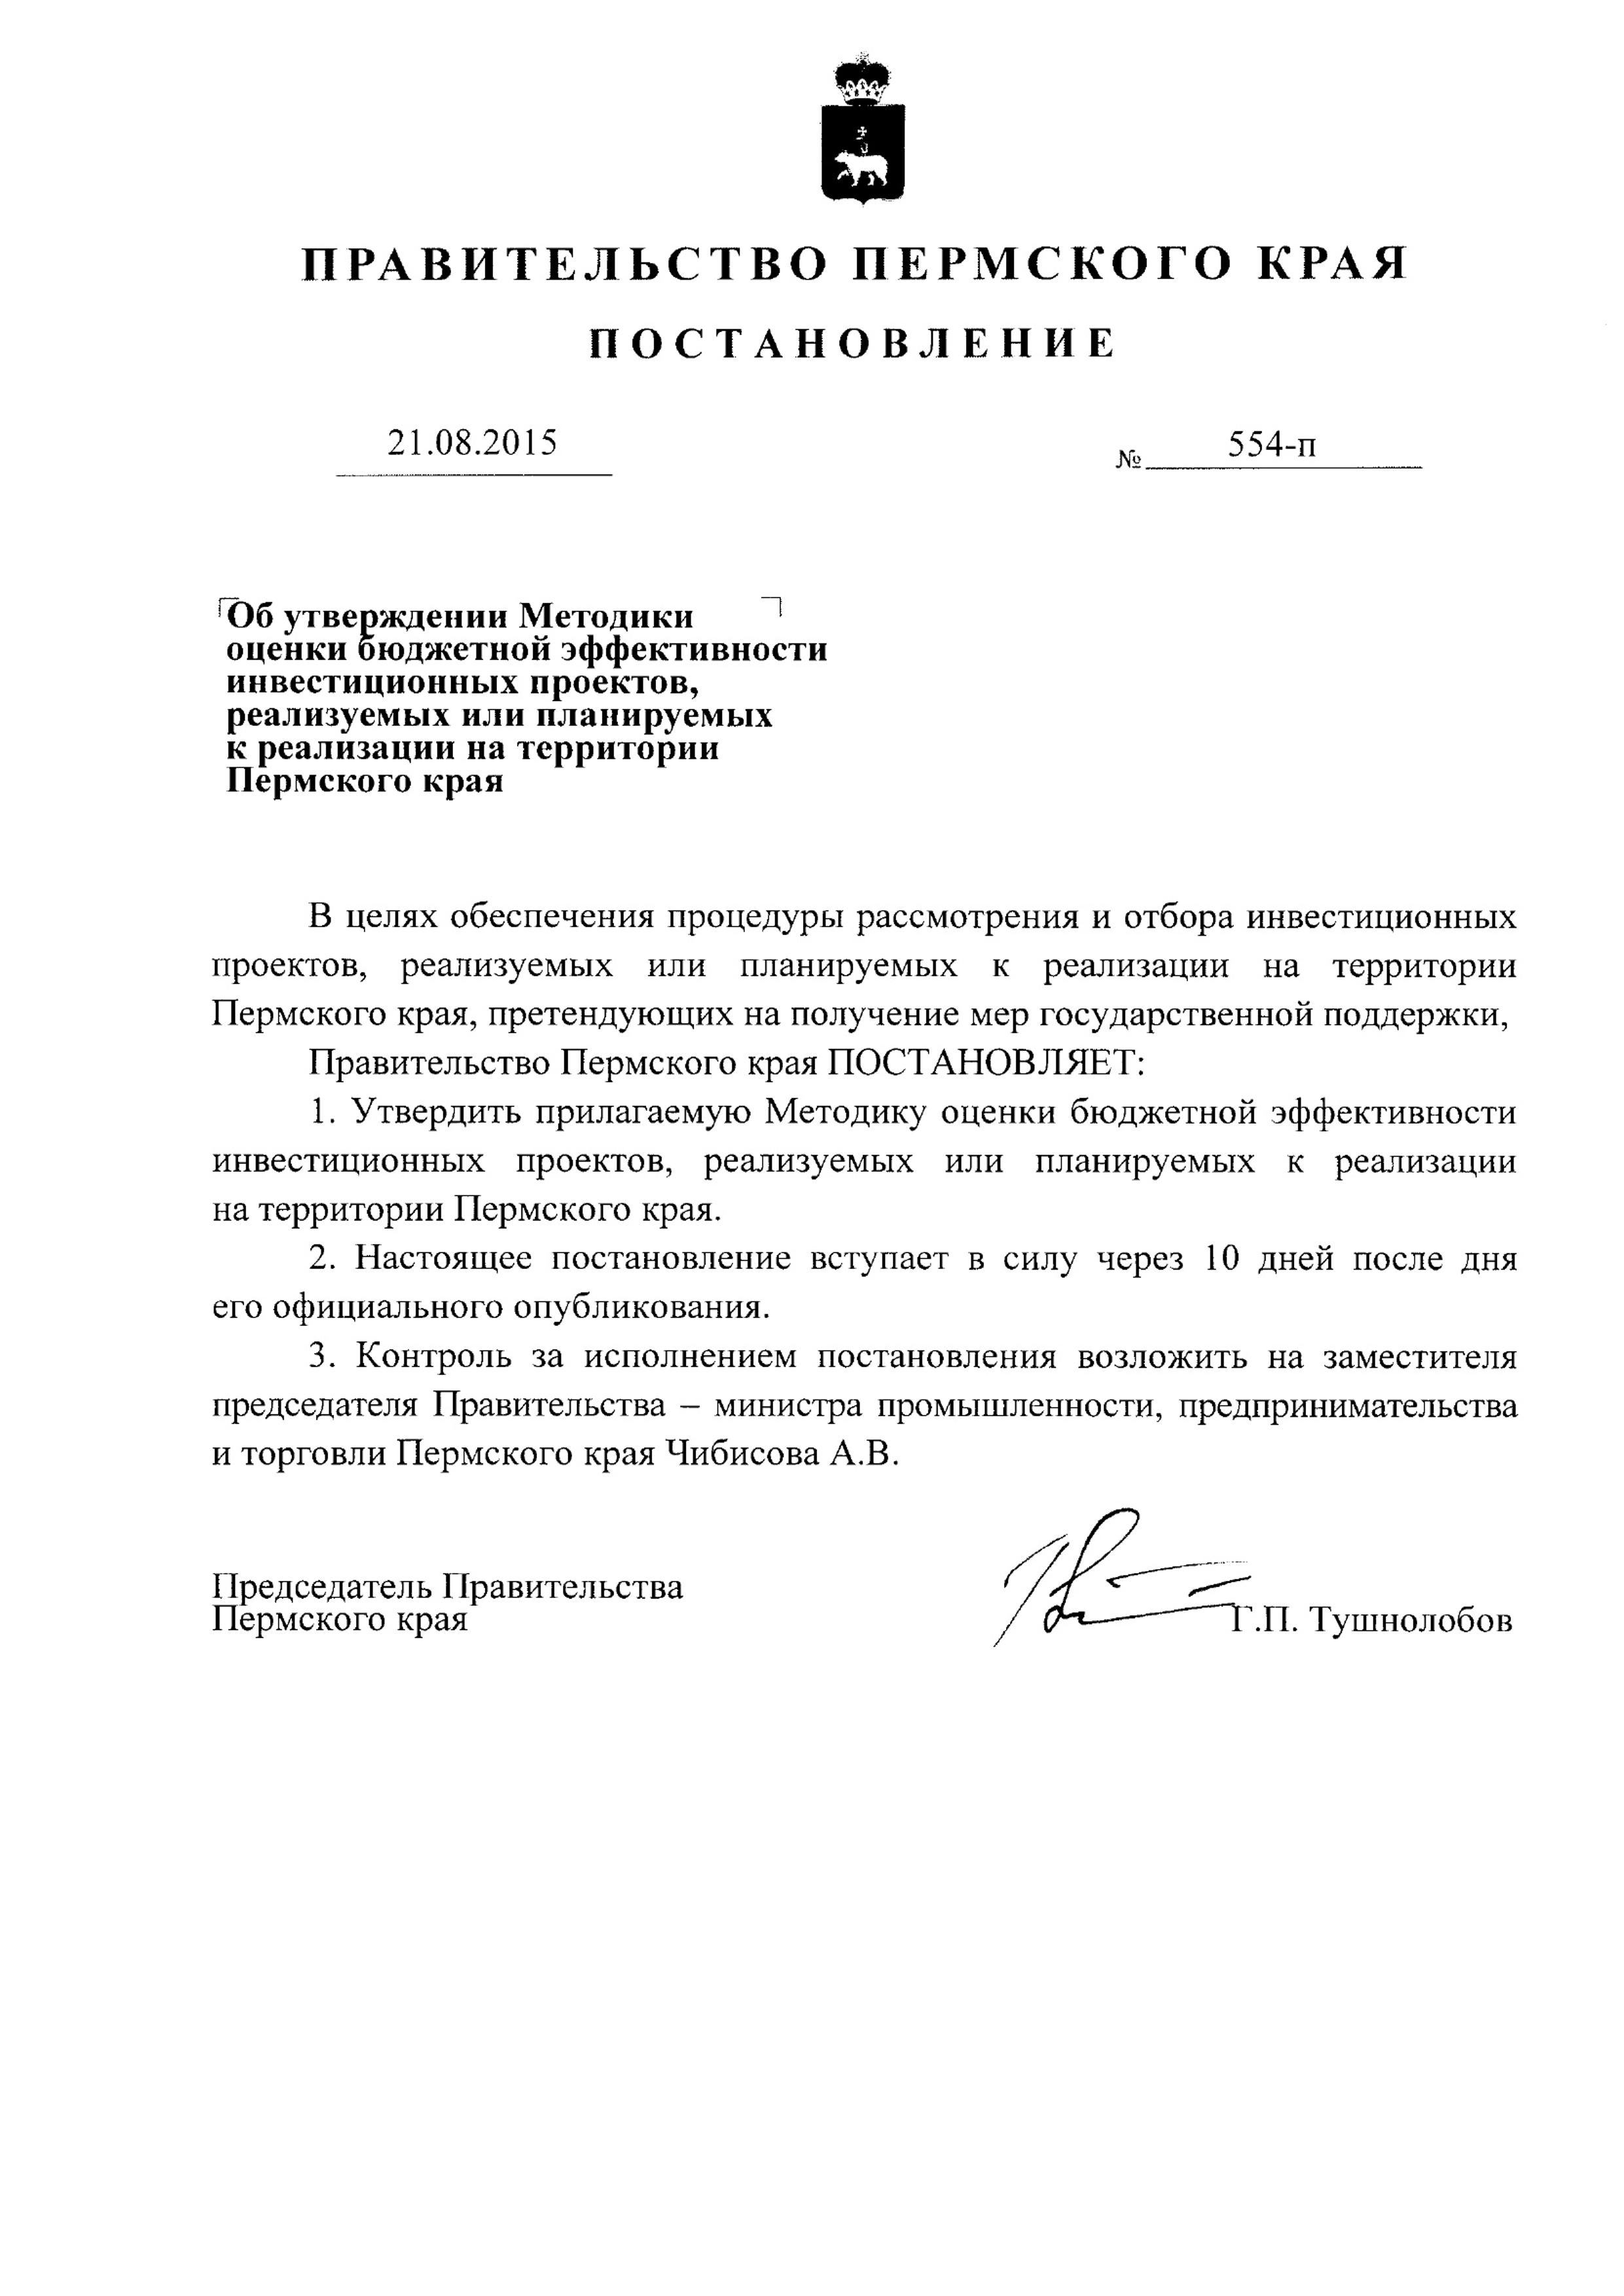 ПРАВИТЕЛЬСТВО ПЕРМСКОГО КРАЯ
ПОСТАНОВЛЕНИЕ
21.08.2015
№ 554-п
Об утверждении Методики
оценки бюджетной эффективности
инвестиционных проектов,
реализуемых или планируемых
к реализации на территории
Пермского края
В целях обеспечения процедуры рассмотрения и отбора инвестиционных
проектов, реализуемых или планируемых к реализации на территории
Пермского края, претендующих на получение мер государственной поддержки,
Правительство Пермского края ПОСТАНОВЛЯЕТ:
1. Утвердить прилагаемую Методику оценки бюджетной эффективности
инвестиционных проектов, реализуемых или планируемых к реализации
на территории Пермского края.
2. Настоящее постановление вступает в силу через 10 дней после дня
его официального опубликования.
3. Контроль за исполнением постановления возложить на заместителя
председателя Правительства – министра промышленности, предпринимательства
и торговли Пермского края Чибисова А.В.
Председатель Правительства
Пермского края
Г.П. Тушнолобов